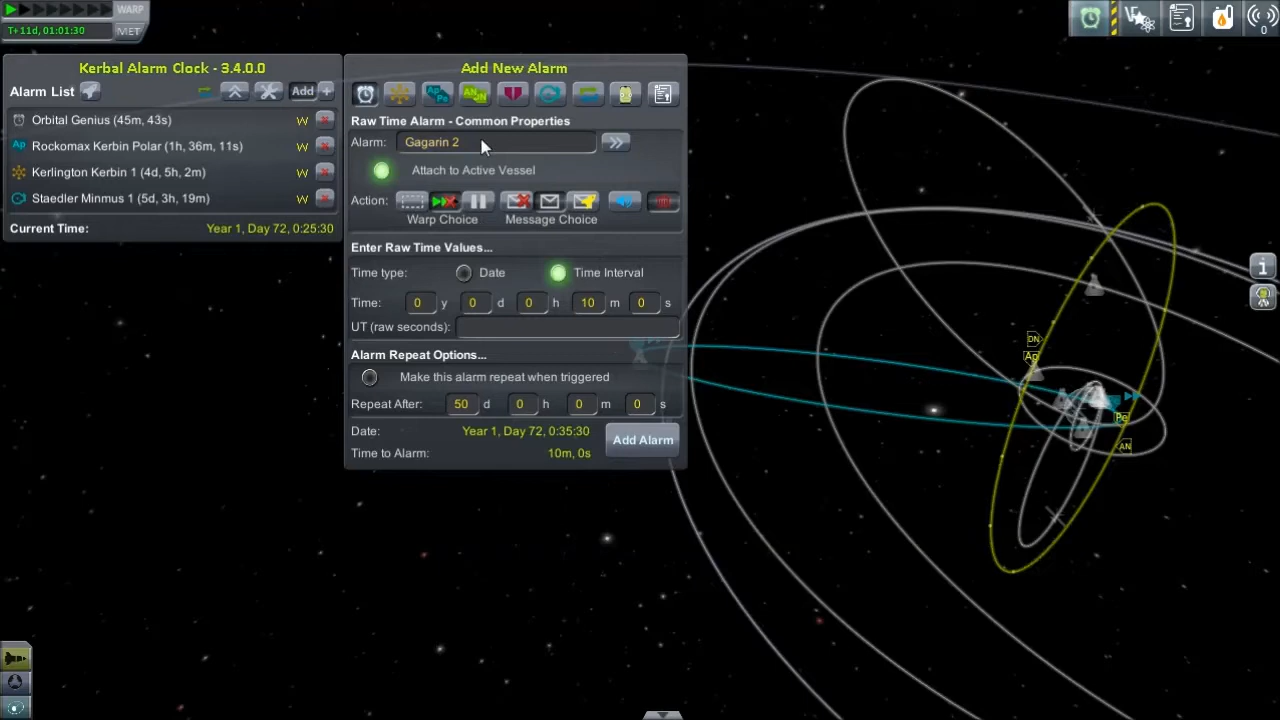 WARP
T+11d, 01:01:30 MET
0
Kerbal Alarm Clock - 3.4.0.0
Alarm List Add +
Orbital Genius (45m, 43s) W
Ap Rockomax Kerbin Polar (1h, 36m, 11s) W
Kerlington Kerbin 1 (4d, 5h, 2m) W
Staedler Minmus 1 (5d, 3h, 19m) W
Current Time: Year 1, Day 72, 0:25:30
Add New Alarm
Ap Pe AN DN
Raw Time Alarm - Common Properties
Alarm: Gagarin 2
Attach to Active Vessel
Action:
Warp Choice Message Choice
Enter Raw Time Values...
Time type: Date Time Interval
Time: 0 y 0 d 0 h 10 m 0 s
UT (raw seconds):
Alarm Repeat Options...
Make this alarm repeat when triggered
Repeat After: 50 d 0 h 0 m 0 s
Date: Year 1, Day 72, 0:35:30
Time to Alarm: 10m, 0s
Add Alarm
DN
Ap
Pe
AN